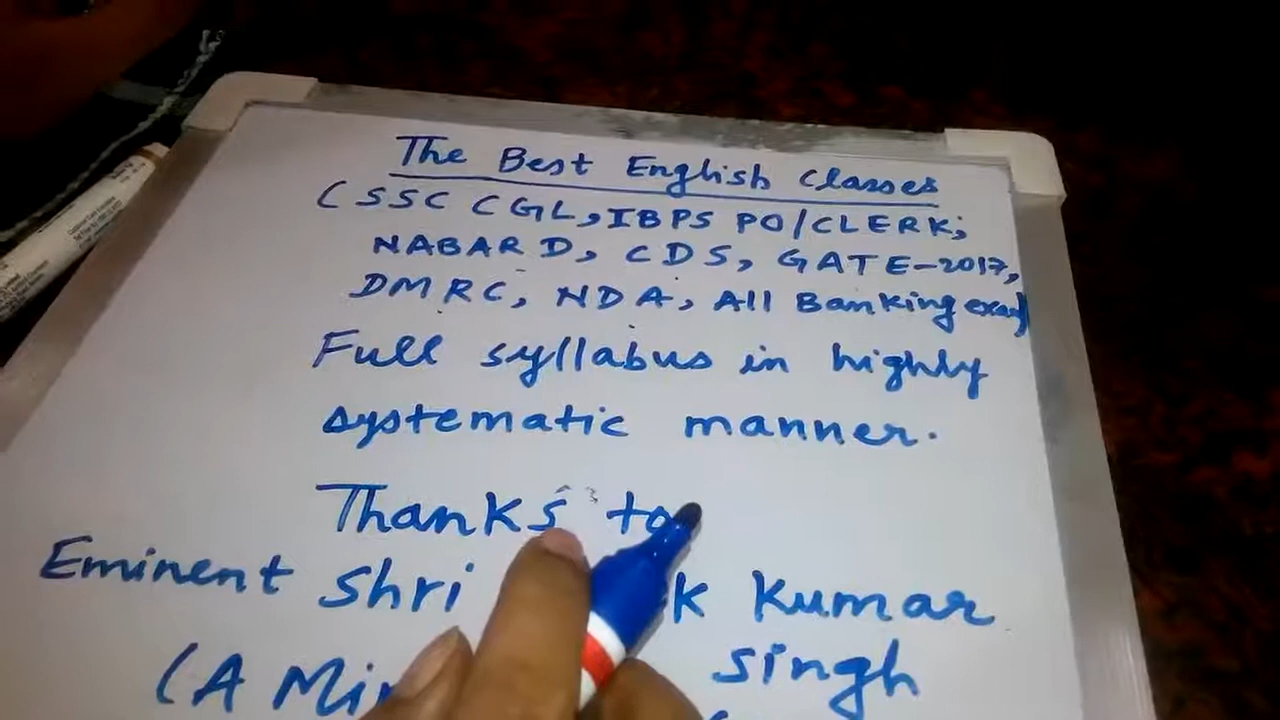 The Best English Classes
(SSC CGL, IBPS PO/CLERK,
NABARD, CDS, GATE-2017,
DMRC, NDA, All Banking exam)
Full syllabus in highly
systematic manner.
Thanks to
Eminent Shri Kumar
Singh
(A